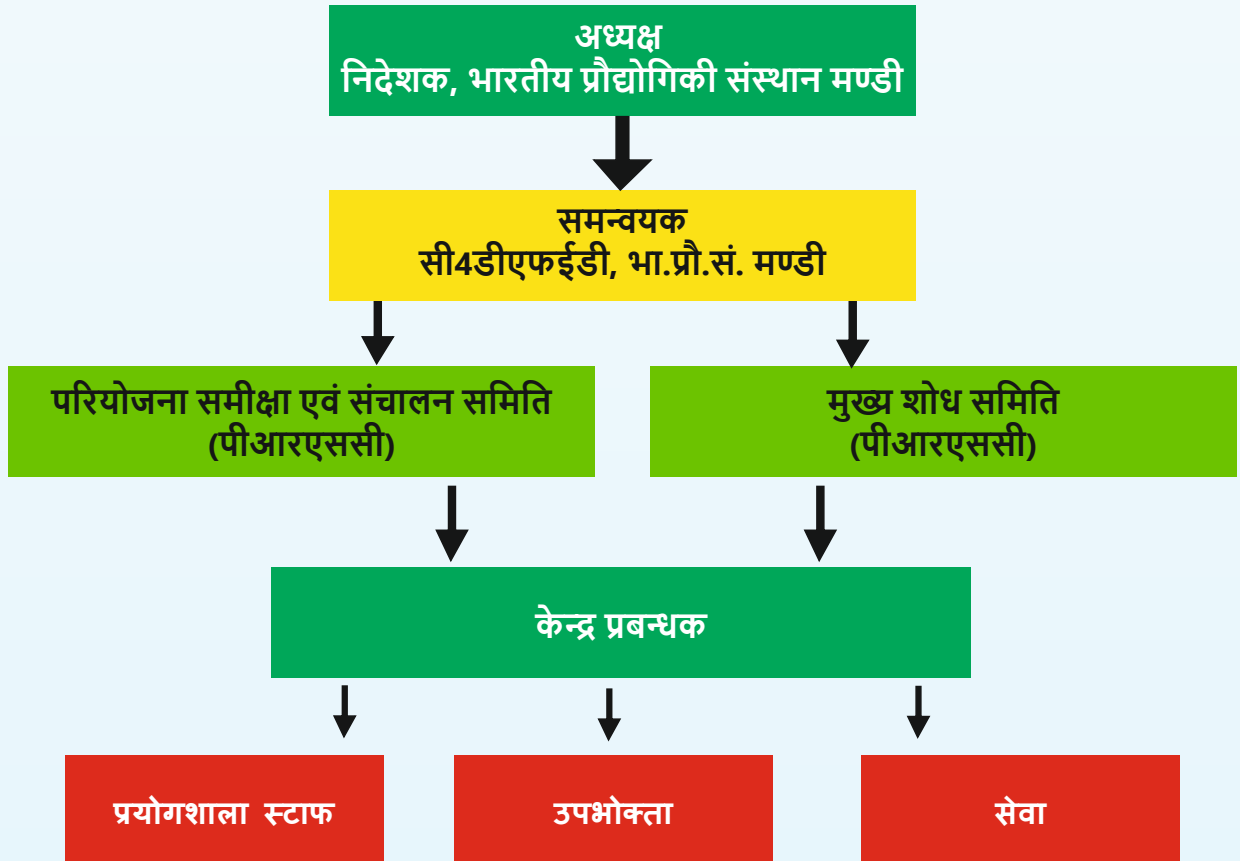 अध्यक्ष
निदेशक, भारतीय प्रौद्योगिकी संस्थान मण्डी
समन्वयक
सी4डीएफईडी, भा.प्रौ.सं. मण्डी
परियोजना समीक्षा एवं संचालन समिति
(पीआरएससी)
मुख्य शोध समिति
(पीआरएससी)
केन्द्र प्रबन्धक
प्रयोगशाला स्टाफ
उपभोक्ता
सेवा